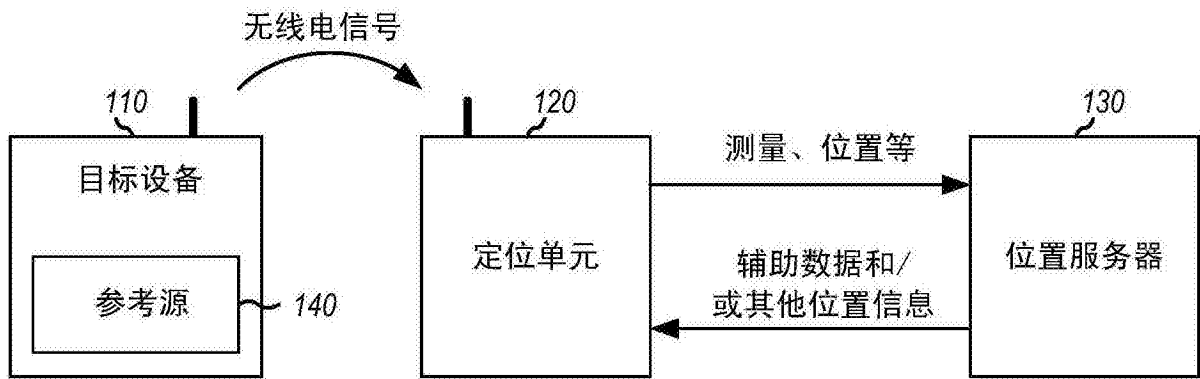 无线电信号
110
120
130
目标设备
测量、位置等
定位单元
位置服务器
辅助数据和/
或其他位置信息
参考源
140